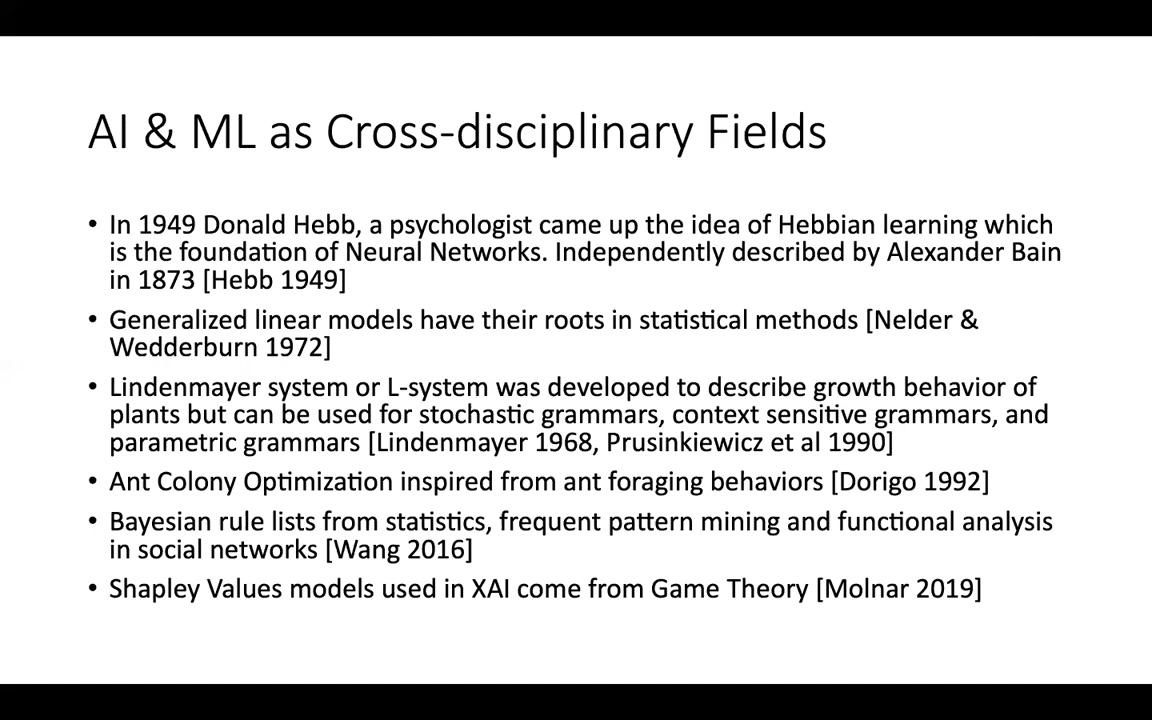 AI & ML as Cross-disciplinary Fields
• In 1949 Donald Hebb, a psychologist came up the idea of Hebbian learning which
is the foundation of Neural Networks. Independently described by Alexander Bain
in 1873 [Hebb 1949]
• Generalized linear models have their roots in statistical methods [Nelder &
Wedderburn 1972]
• Lindenmayer system or L-system was developed to describe growth behavior of
plants but can be used for stochastic grammars, context sensitive grammars, and
parametric grammars [Lindenmayer 1968, Prusinkiewicz et al 1990]
• Ant Colony Optimization inspired from ant foraging behaviors [Dorigo 1992]
• Bayesian rule lists from statistics, frequent pattern mining and functional analysis
in social networks [Wang 2016]
• Shapley Values models used in XAI come from Game Theory [Molnar 2019]